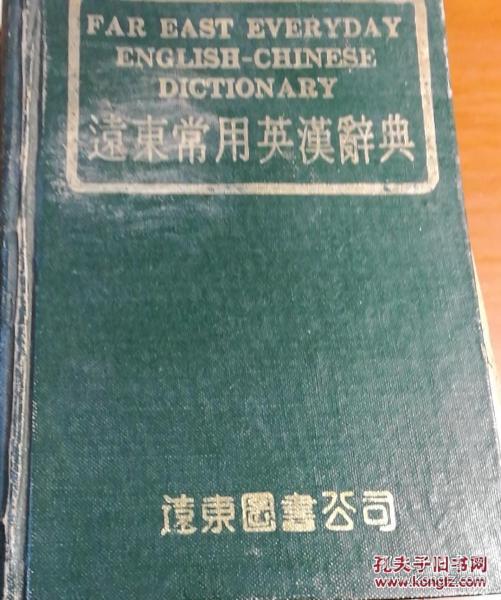 FAR EAST EVERYDAY
ENGLISH-CHINESE
DICTIONARY
遠東常用英漢辭典
遠東圖書公司
孔夫子旧书网
www.kongfz.com